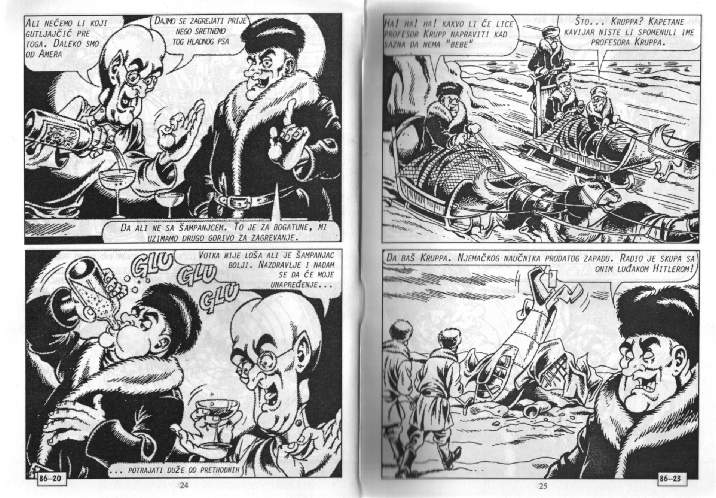 ALI NEĆEMO LI KOJI
GUTLJAJČIĆ PRE
TOGA. DALEKO SMO
OD AMERA
DAJMO SE ZAGREJATI PRIJE
NEGO SRETNEMO
TOG HLADNOG PSA
DA ALI NE SA ŠAMPANJCEM. TO JE ZA BOGATUNE, MI
UZIMAMO DRUGO GORIVO ZA ZAGREVANJE.
GLU
GLU
GLU
VOTKA NIJE LOŠA ALI JE ŠAMPANJAC
BOLJI. NAZDRAVLJE I NADAM
SE DA ĆE MOJE
UNAPREĐENJE...
... POTRAJATI DUŽE OD PRETHODNIH
86-20
24
HA! HA! HA! KAKVO LI ĆE LICE
PROFESOR KRUPP NAPRAVITI KAD
SAZNA DA NEMA "BEBE"
ŠTO... KRUPPA? KAPETANE
KAVIJAR NISTE LI SPOMENULI IME
PROFESORA KRUPPA.
DA BAŠ KRUPPA. NJEMAČKOG NAUČNIKA PRODATOG ZAPADU. RADIO JE SKUPA SA
ONIM LUĐAKOM HITLEROM!
25
86-23